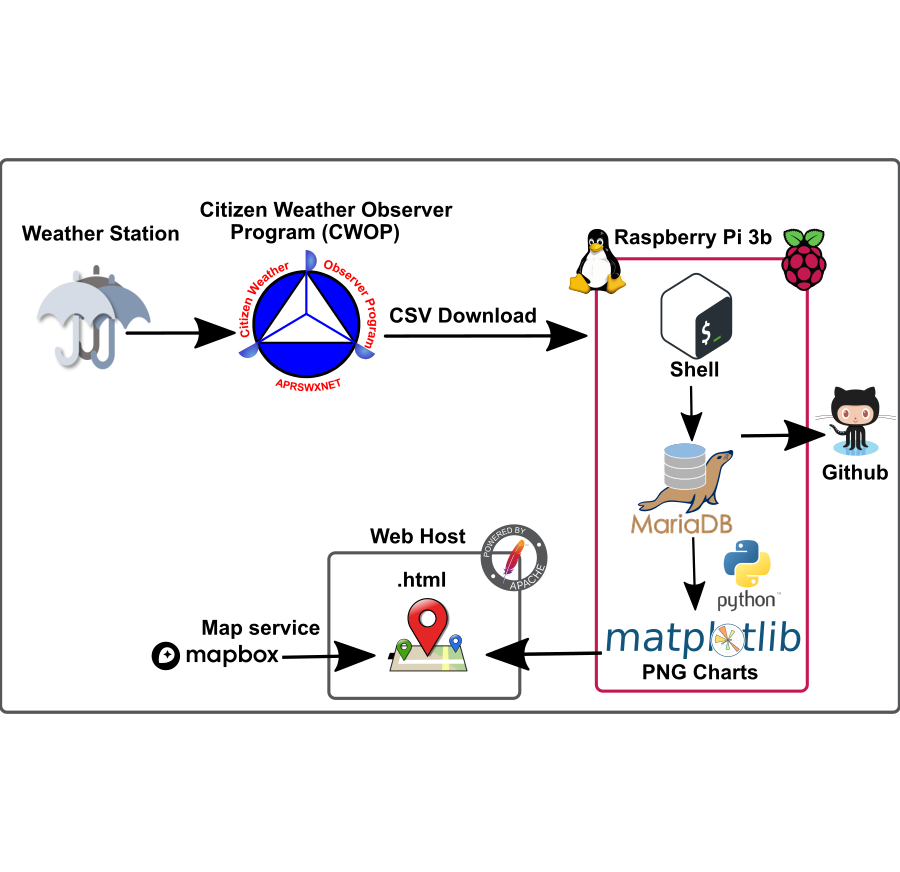 Weather Station
Citizen Weather Observer
Program (CWOP)
Citizen Weather
Observer Program
APRSWXNET
CSV Download
Raspberry Pi 3b
$_
Shell
Github
MariaDB
python™
matplotlib
PNG Charts
Web Host
POWERED BY
APACHE
.html
Map service
mapbox